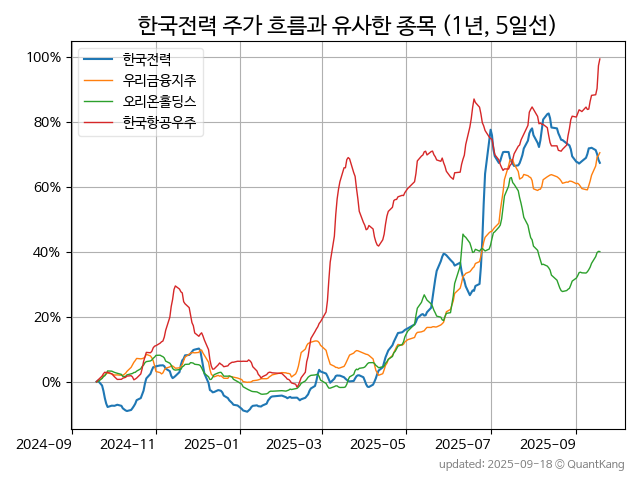 한국전력 주가 흐름과 유사한 종목 (1년, 5일선)
한국전력
우리금융지주
오리온홀딩스
한국항공우주
100%
80%
60%
40%
20%
0%
2024-09 2024-11 2025-01 2025-03 2025-05 2025-07 2025-09
updated: 2025-09-18 © QuantKang